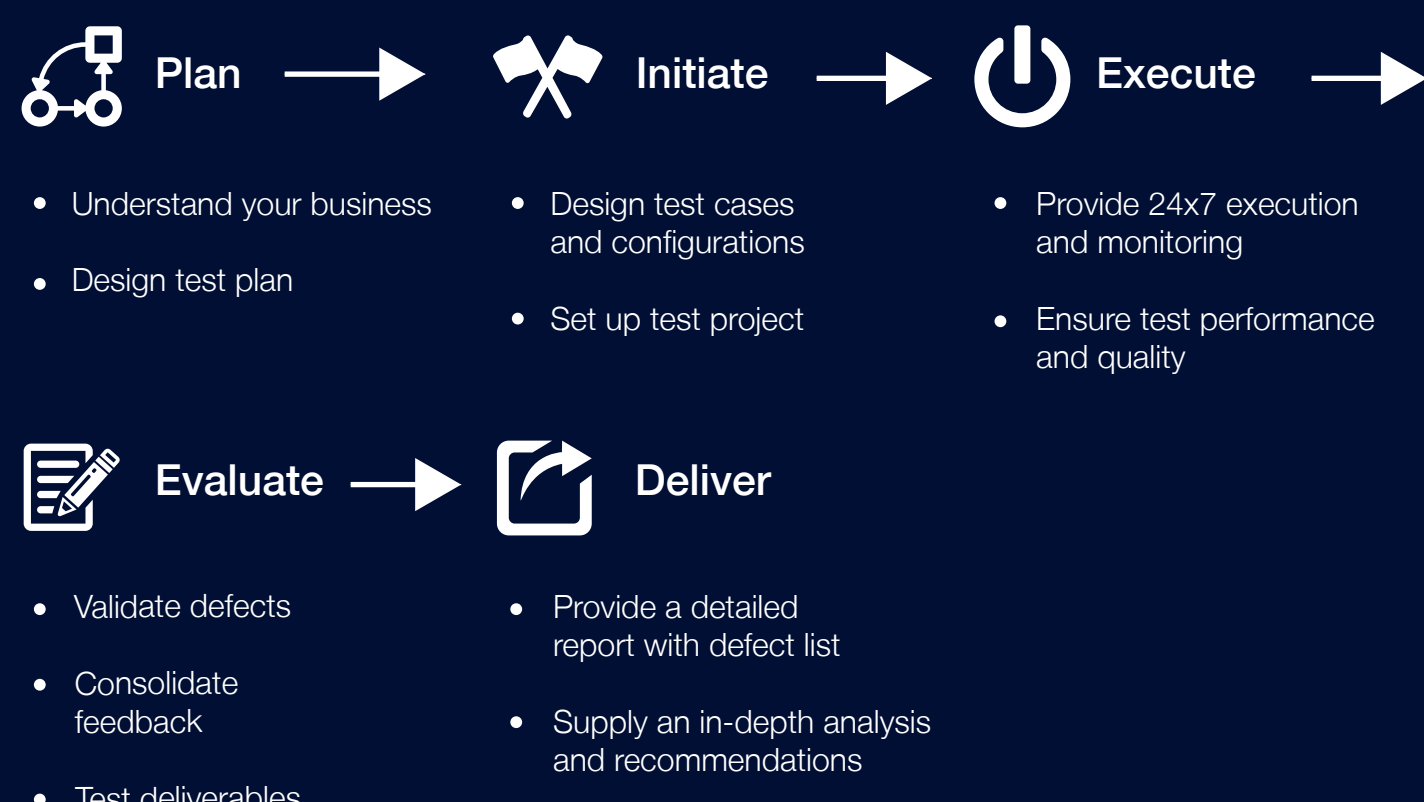 Plan
Understand your business
Design test plan
Initiate
Design test cases
and configurations
Set up test project
Execute
Provide 24x7 execution
and monitoring
Ensure test performance
and quality
Evaluate
Validate defects
Consolidate
feedback
Test deliverables
Deliver
Provide a detailed
report with defect list
Supply an in-depth analysis
and recommendations